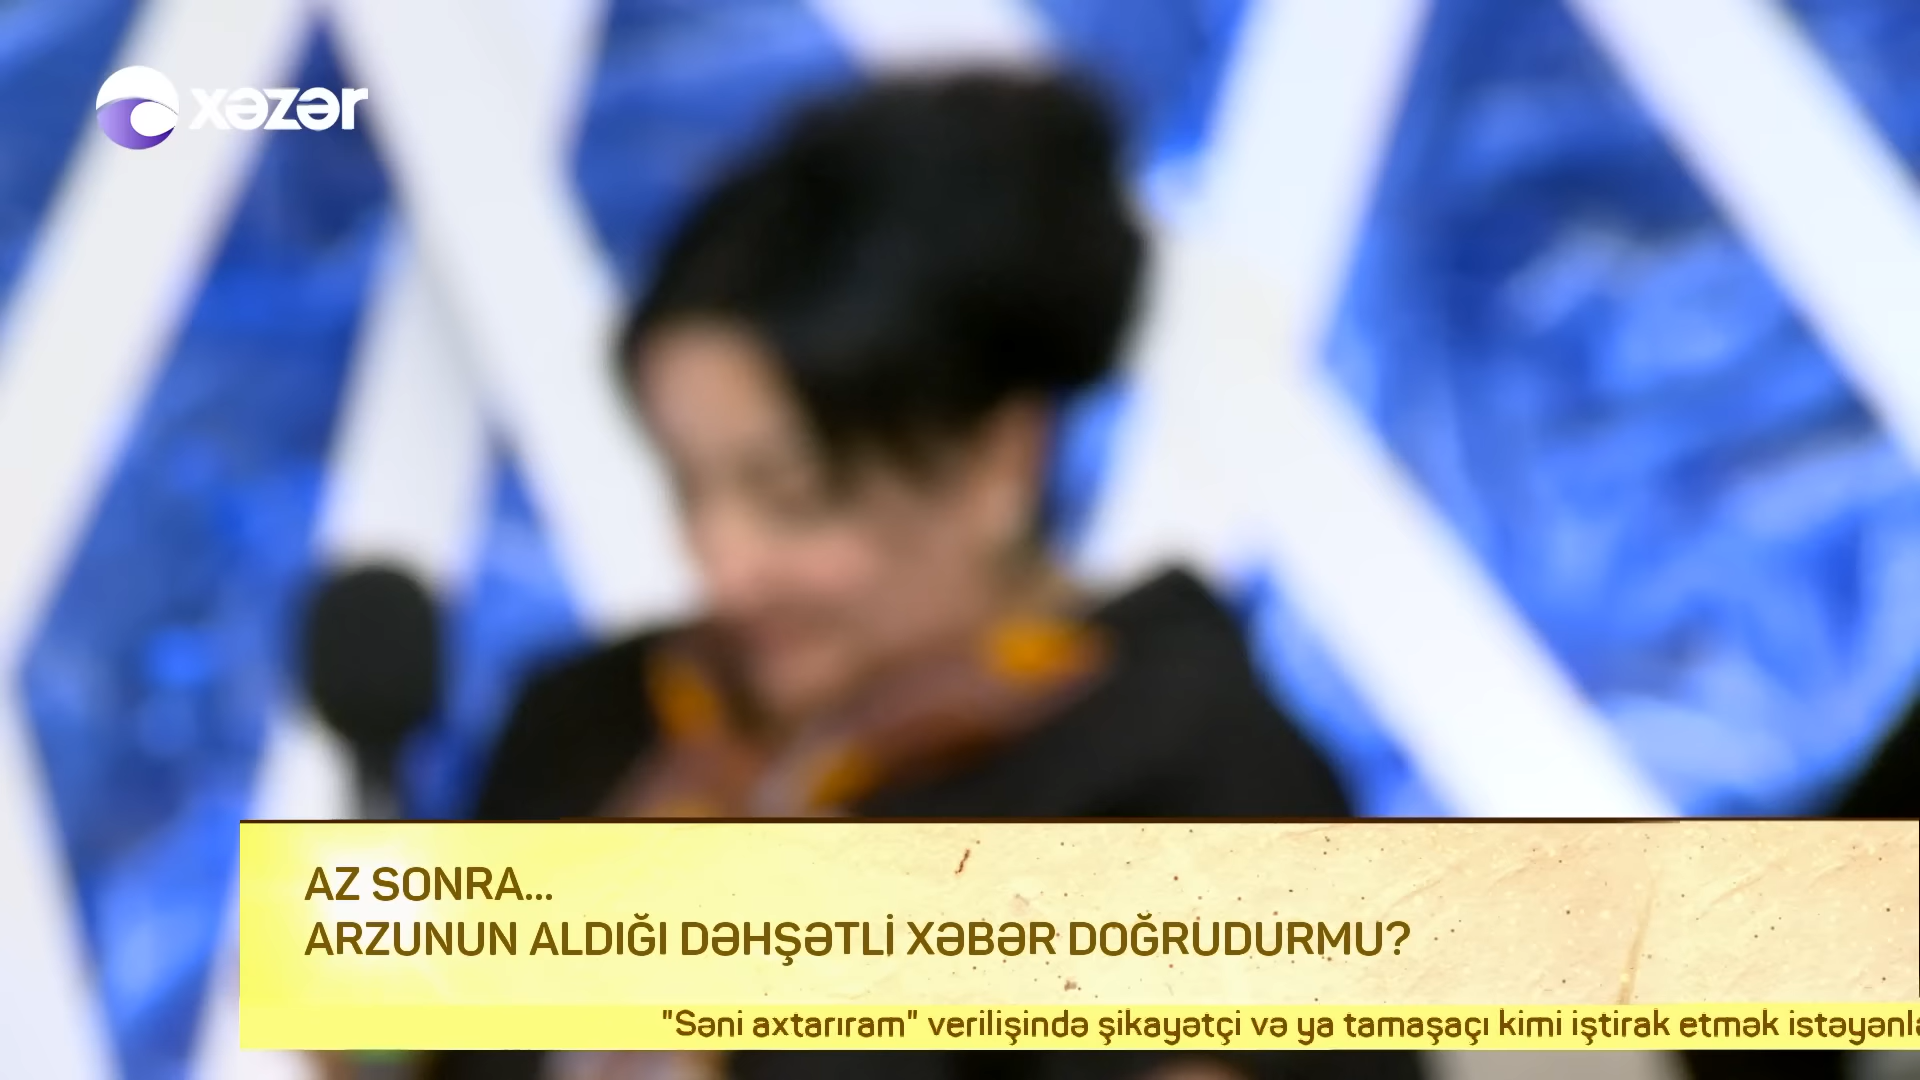 xəzər
AZ SONRA...
ARZUNUN ALDIĞI DƏHŞƏTLİ XƏBƏR DOĞRUDURMU?
"Səni axtarıram" verilişində şikayətçi və ya tamaşaçı kimi iştirak etmək